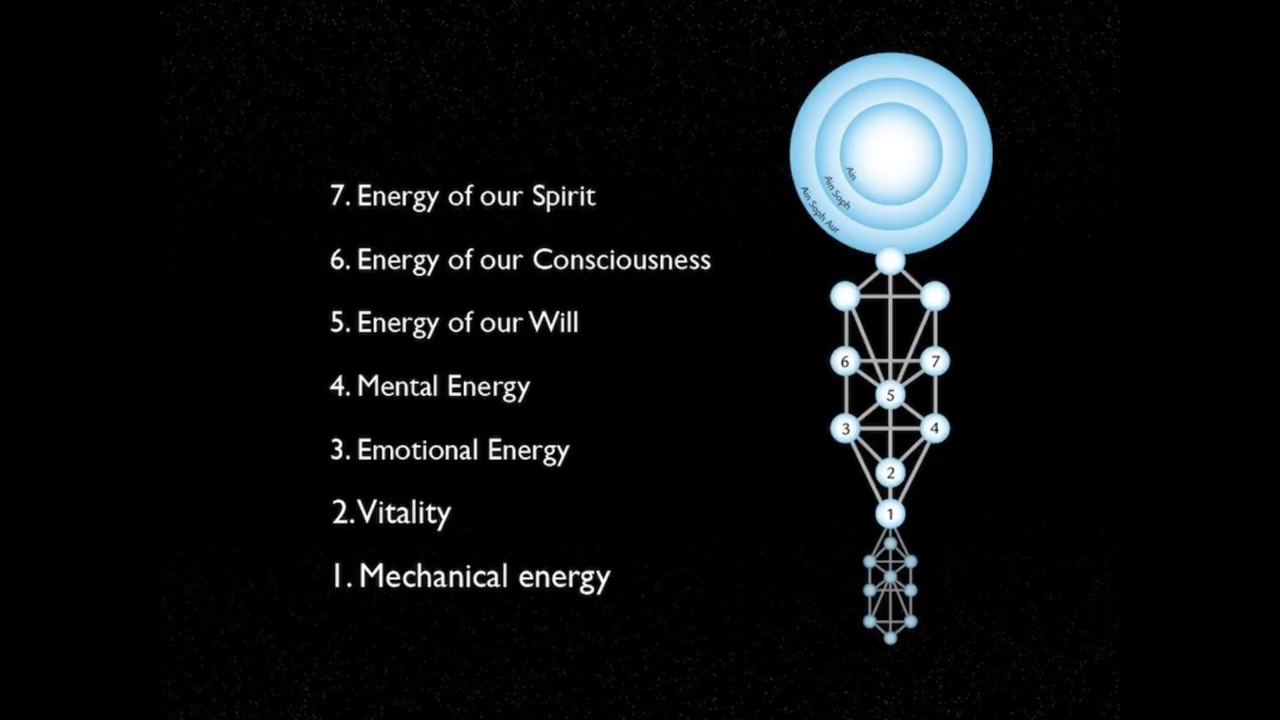 7. Energy of our Spirit
6. Energy of our Consciousness
5. Energy of our Will
4. Mental Energy
3. Emotional Energy
2. Vitality
1. Mechanical energy
Ain
Ain Soph
Ain Soph Aur
6
7
5
3
4
2
1